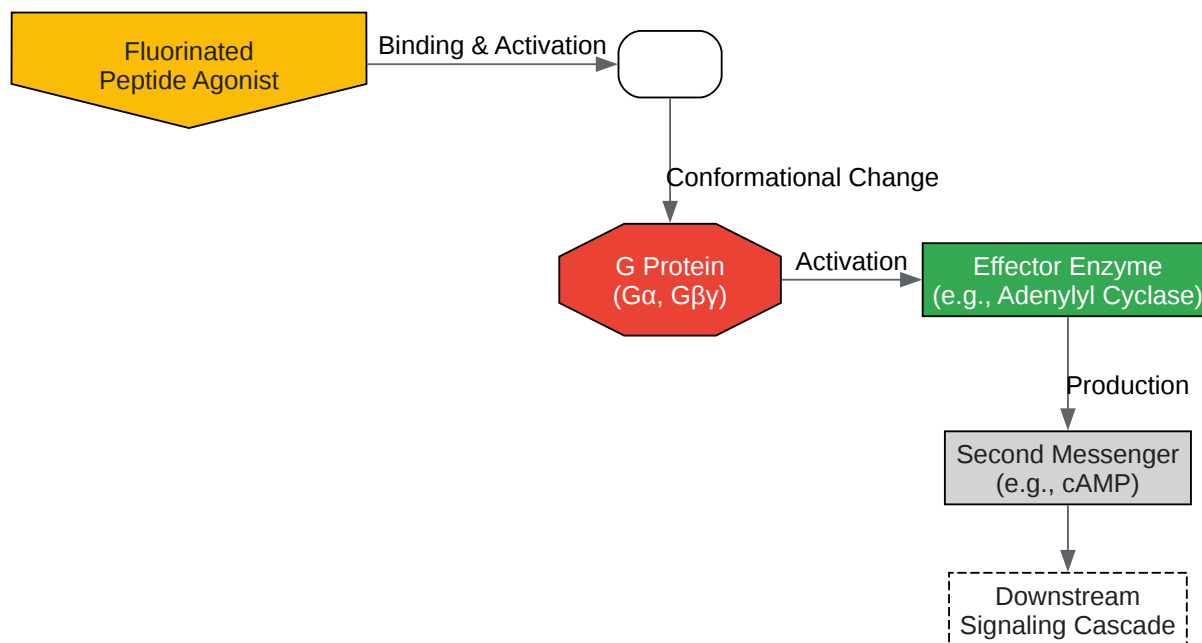 Fluorinated
Peptide Agonist
Binding & Activation
Conformational Change
G Protein
(Gα, Gβγ)
Activation
Effector Enzyme
(e.g., Adenylyl Cyclase)
Production
Second Messenger
(e.g., cAMP)
Downstream
Signaling Cascade